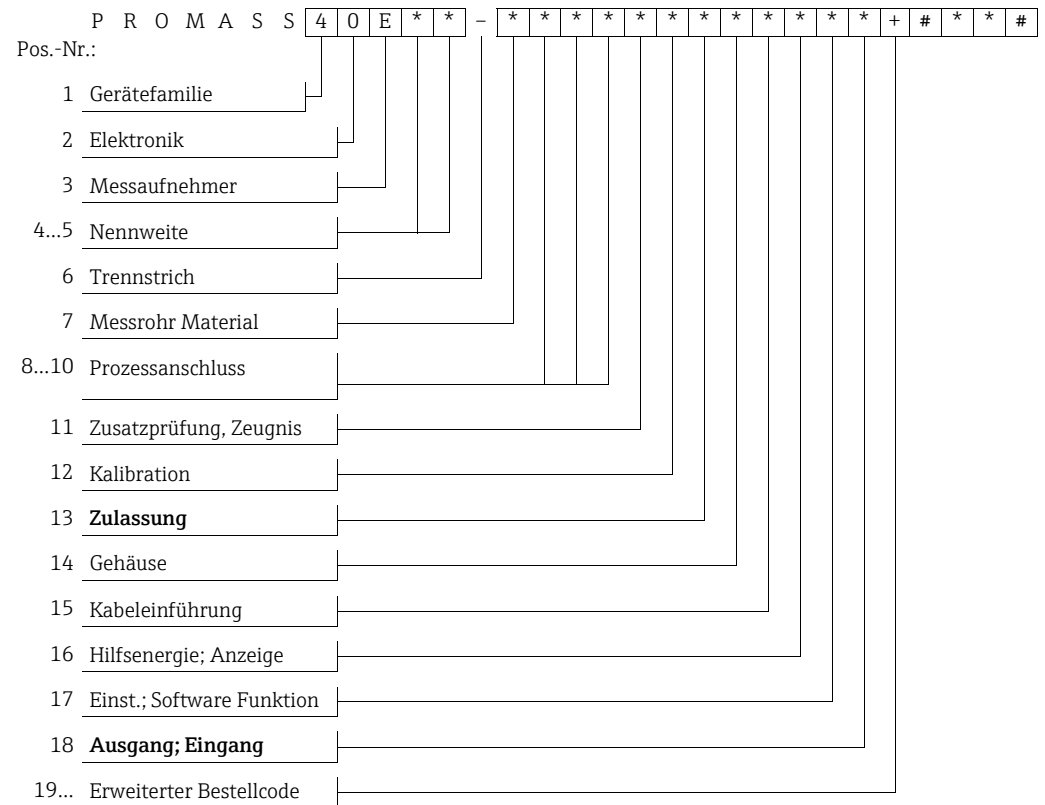 P R O M A S S 4 0 E * * – * * * * * * * * * * * * + # * * #
Pos.-Nr.:
1 Gerätefamilie
2 Elektronik
3 Messaufnehmer
4...5 Nennweite
6 Trennstrich
7 Messrohr Material
8...10 Prozessanschluss
11 Zusatzprüfung, Zeugnis
12 Kalibration
13 Zulassung
14 Gehäuse
15 Kabeleinführung
16 Hilfsenergie; Anzeige
17 Einst.; Software Funktion
18 Ausgang; Eingang
19... Erweiterter Bestellcode